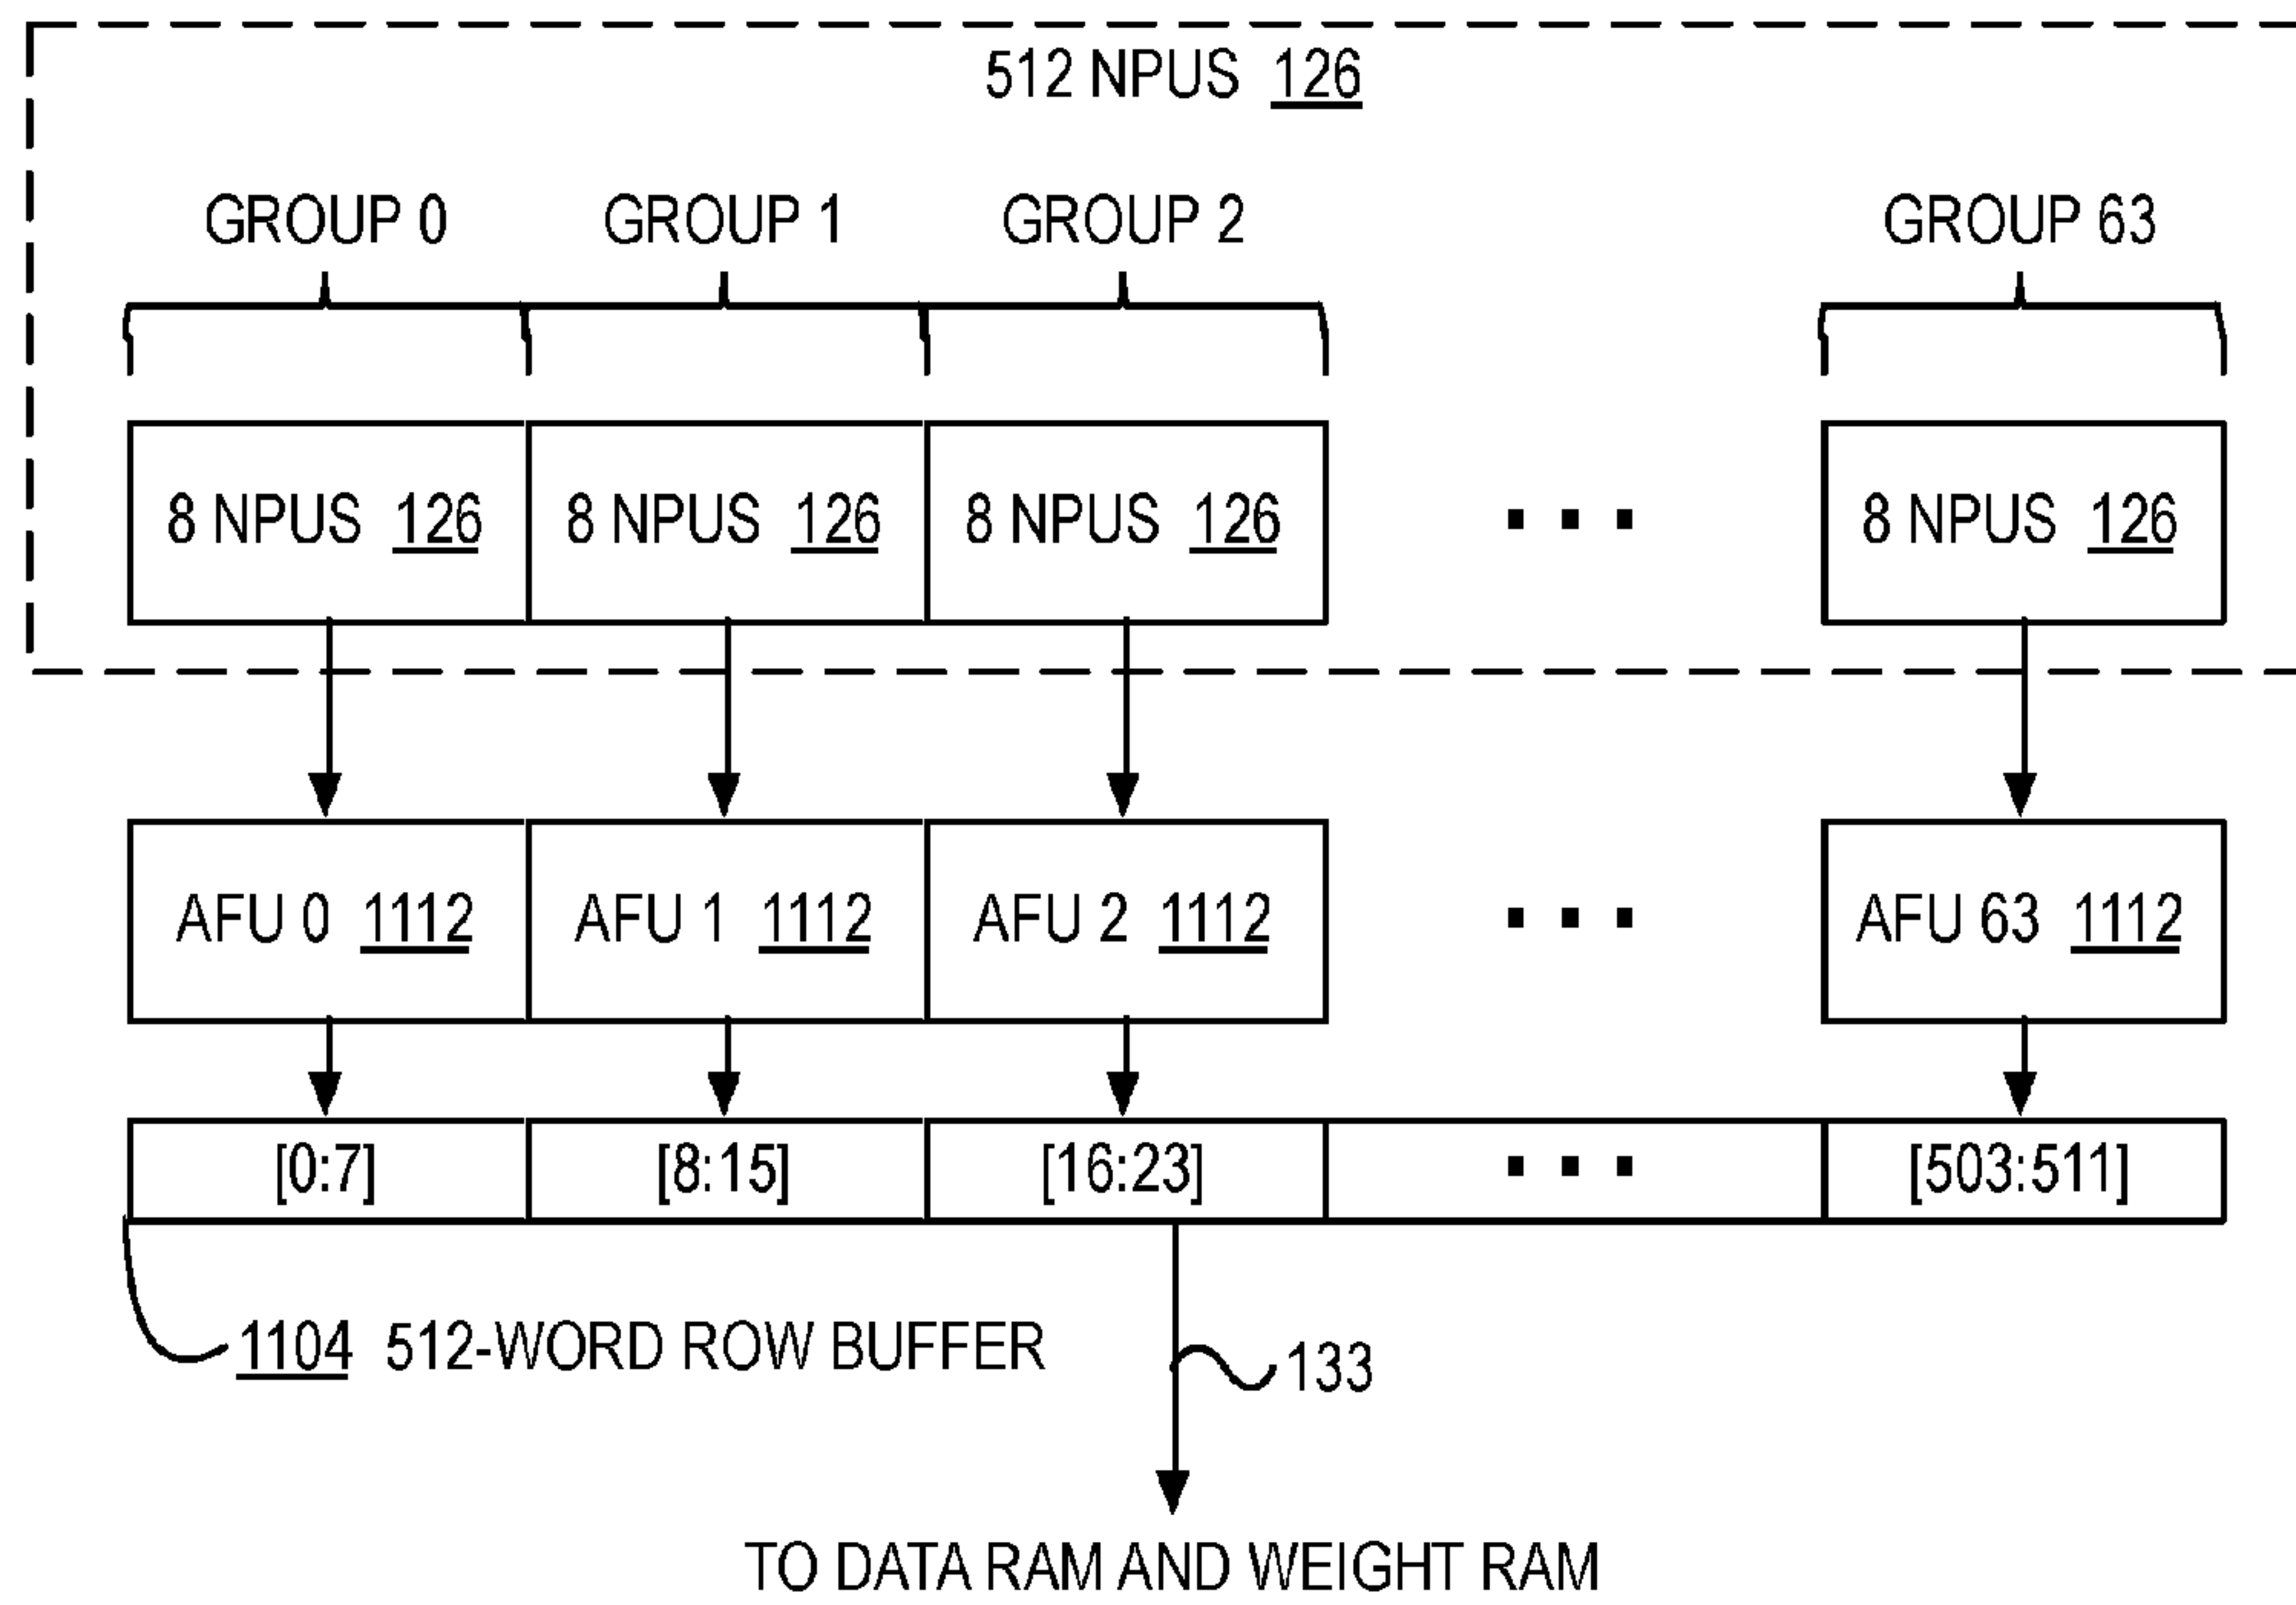 512 NPUS 126
GROUP 0 GROUP 1 GROUP 2 GROUP 63
8 NPUS 126 8 NPUS 126 8 NPUS 126 ... 8 NPUS 126
AFU 0 1112 AFU 1 1112 AFU 2 1112 ... AFU 63 1112
[0:7] [8:15] [16:23] ... [503:511]
1104 512-WORD ROW BUFFER 133
TO DATA RAM AND WEIGHT RAM